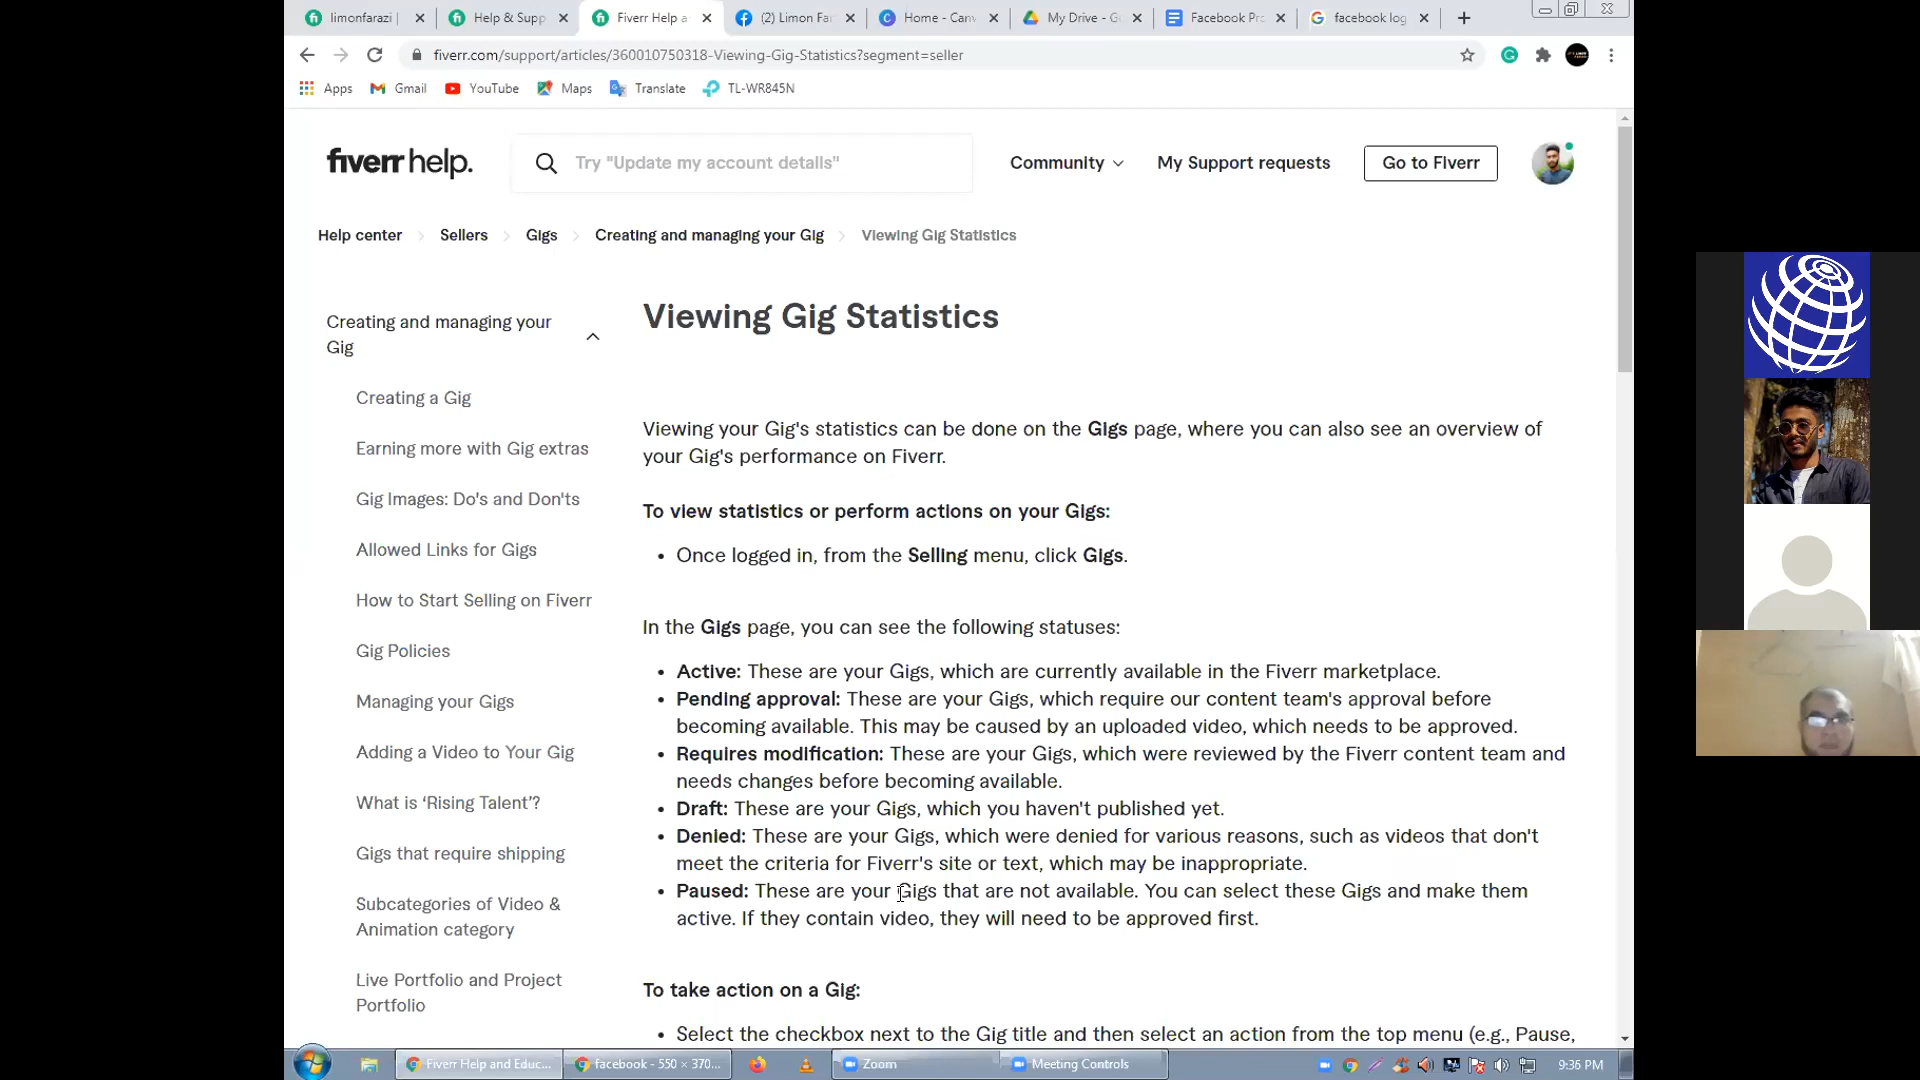 limonfarazi |
Help & Supp
Fiverr Help a
(2) Limon Fa
Home - Canv
My Drive - G
Facebook Pr
facebook log
fiverr.com/support/articles/360010750318-Viewing-Gig-Statistics?segment=seller
Apps
Gmail
YouTube
Maps
Translate
TL-WR845N
fiverr help.
Try "Update my account details"
Community
My Support requests
Go to Fiverr
Help center
Sellers
Gigs
Creating and managing your Gig
Viewing Gig Statistics
Creating and managing your
Gig
Creating a Gig
Earning more with Gig extras
Gig Images: Do's and Don'ts
Allowed Links for Gigs
How to Start Selling on Fiverr
Gig Policies
Managing your Gigs
Adding a Video to Your Gig
What is ‘Rising Talent’?
Gigs that require shipping
Subcategories of Video &
Animation category
Live Portfolio and Project
Portfolio
Viewing Gig Statistics
Viewing your Gig's statistics can be done on the Gigs page, where you can also see an overview of
your Gig's performance on Fiverr.
To view statistics or perform actions on your Gigs:
• Once logged in, from the Selling menu, click Gigs.
In the Gigs page, you can see the following statuses:
• Active: These are your Gigs, which are currently available in the Fiverr marketplace.
• Pending approval: These are your Gigs, which require our content team's approval before
becoming available. This may be caused by an uploaded video, which needs to be approved.
• Requires modification: These are your Gigs, which were reviewed by the Fiverr content team and
needs changes before becoming available.
• Draft: These are your Gigs, which you haven't published yet.
• Denied: These are your Gigs, which were denied for various reasons, such as videos that don't
meet the criteria for Fiverr's site or text, which may be inappropriate.
• Paused: These are your Gigs that are not available. You can select these Gigs and make them
active. If they contain video, they will need to be approved first.
To take action on a Gig:
• Select the checkbox next to the Gig title and then select an action from the top menu (e.g., Pause,
Fiverr Help and Educ...
facebook - 550 × 370...
Zoom
Meeting Controls
9:36 PM